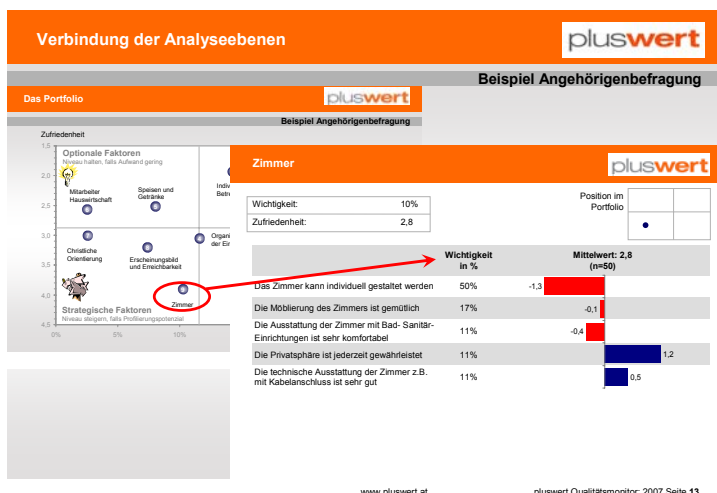 Verbindung der Analyseebenen
pluswert
Beispiel Angehörigenbefragung
Das Portfolio
pluswert
Beispiel Angehörigenbefragung
Zufriedenheit
1,5
2,0
2,5
3,0
3,5
4,0
4,5
0%
5%
10%
Optionale Faktoren
Niveau halten, falls Aufwand gering
Mitarbeiter
Hauswirtschaft
6
Speisen und
Getränke
5
7
Christliche
Orientierung
8
Erscheinungsbild
und Erreichbarkeit
Zimmer
Strategische Faktoren
Niveau steigern, falls Profilierungspotenzial
Zimmer
pluswert
Wichtigkeit: 10%
Zufriedenheit: 2,8
Position im
Portfolio
Wichtigkeit
in %
Mittelwert: 2,8
(n=50)
Das Zimmer kann individuell gestaltet werden 50% -1,3
Die Möblierung des Zimmers ist gemütlich 17% -0,1
Die Ausstattung der Zimmer mit Bad- Sanitär-
Einrichtungen ist sehr komfortabel 11% -0,4
Die Privatsphäre ist jederzeit gewährleistet 11% 1,2
Die technische Ausstattung der Zimmer z.B.
mit Kabelanschluss ist sehr gut 11% 0,5
www.pluswert.at
pluswert Qualitätsmonitor: 2007 Seite 13